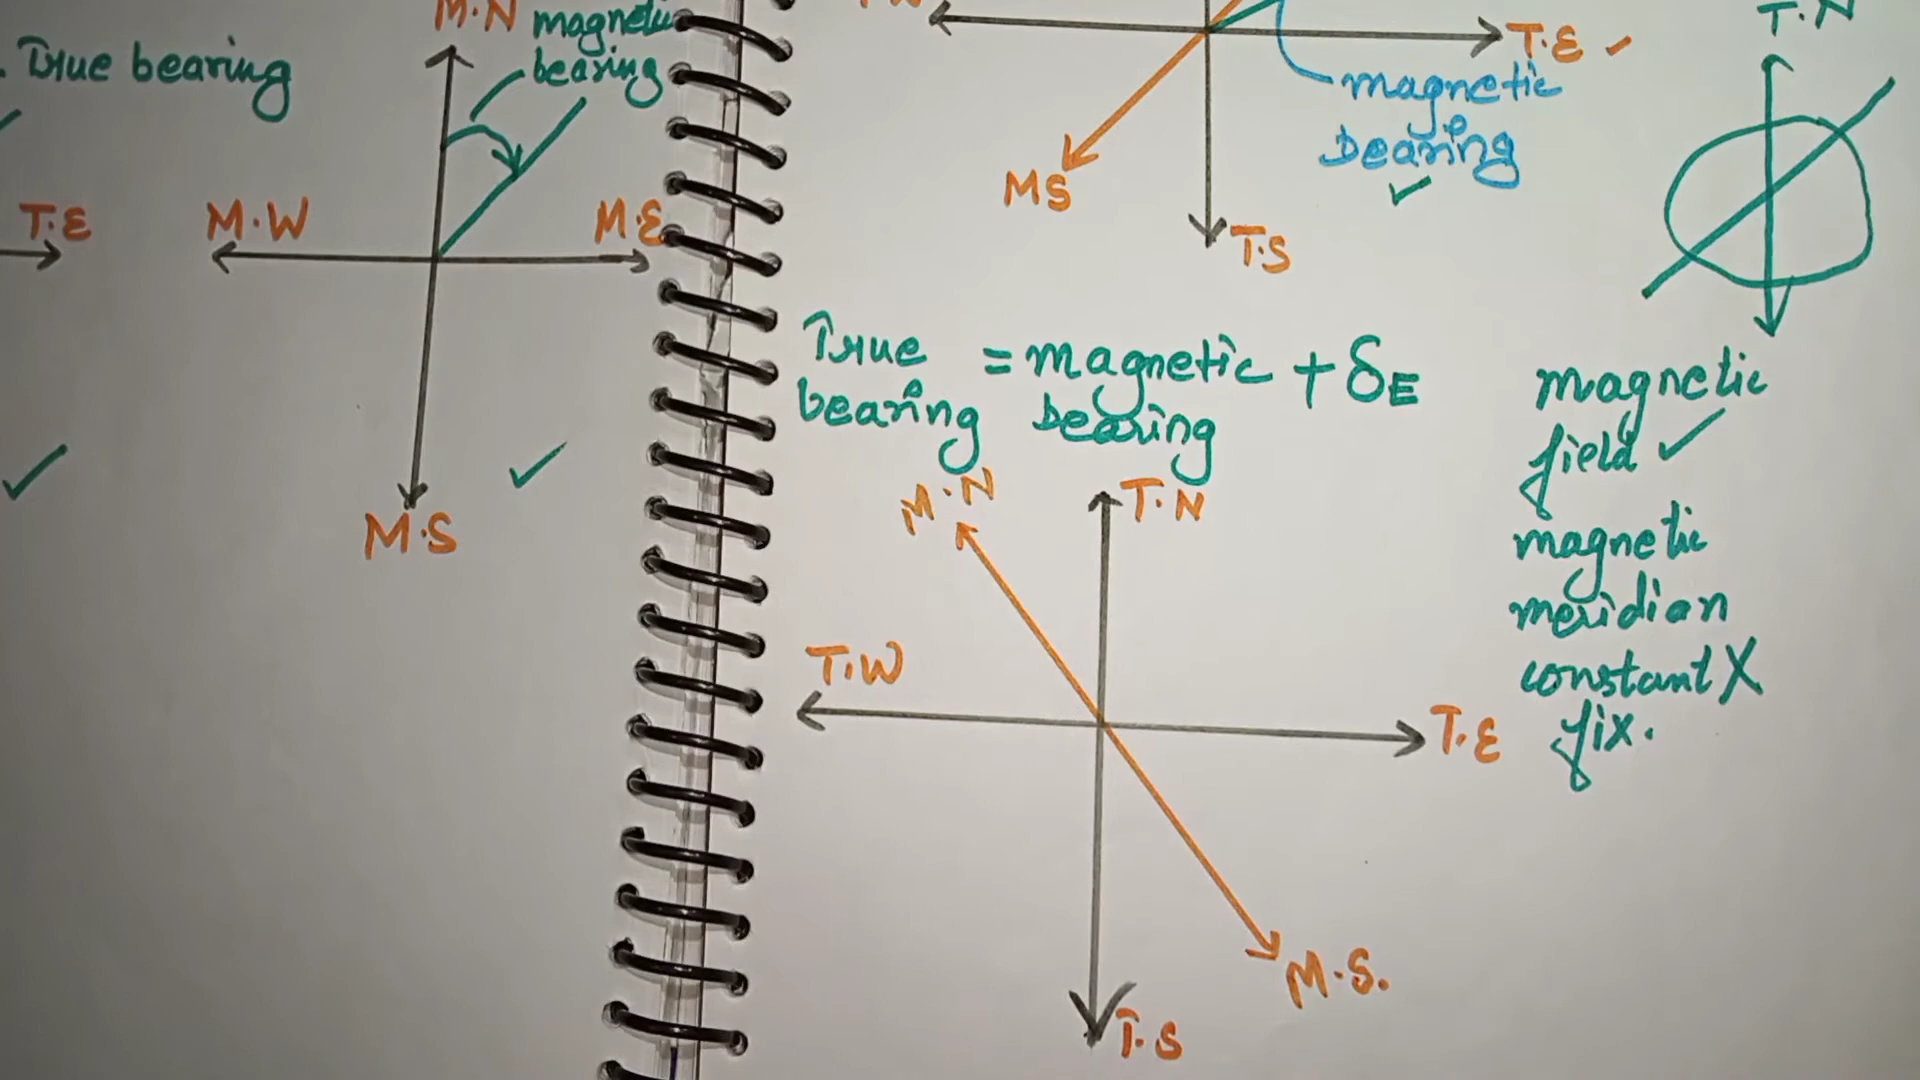 True bearing
T.E
M.N
magnetic
bearing
M.W
M.E
M.S
T.E
magnetic
bearing
MS
T.S
T.N
True bearing = magnetic bearing + δE
magnetic
field
magnetic
meridian
constant X
fix.
M.N
T.N
T.W
T.E
M.S.
T.S